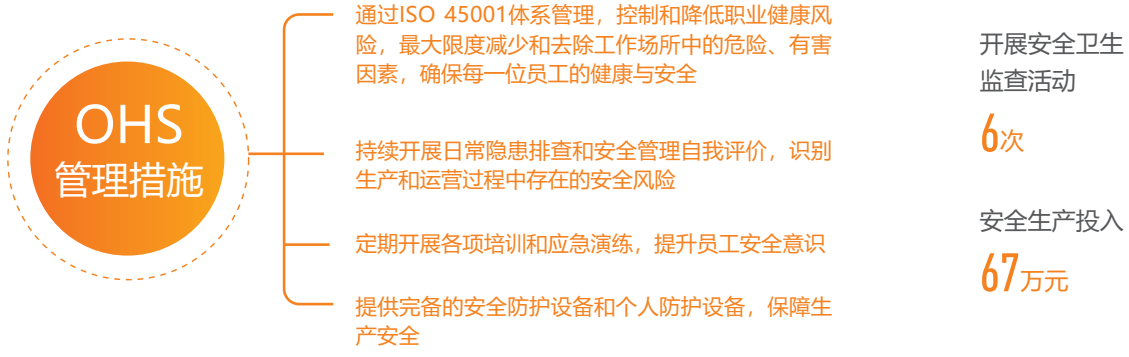 OHS
管理措施
通过ISO 45001体系管理，控制和降低职业健康风
险，最大限度减少和去除工作场所中的危险、有害
因素，确保每一位员工的健康与安全
持续开展日常隐患排查和安全管理自我评价，识别
生产和运营过程中存在的安全风险
定期开展各项培训和应急演练，提升员工安全意识
提供完备的安全防护设备和个人防护设备，保障生
产安全
开展安全卫生
监查活动
6次
安全生产投入
67万元